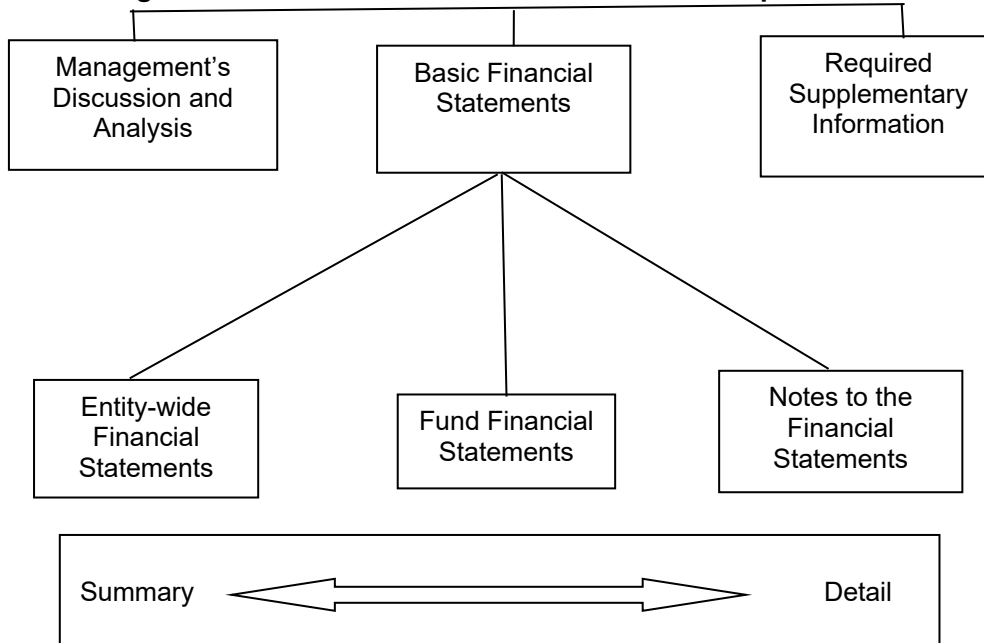 Management's
Discussion and
Analysis
Basic Financial
Statements
Required
Supplementary
Information
Entity-wide
Financial
Statements
Fund Financial
Statements
Notes to the
Financial
Statements
Summary
Detail